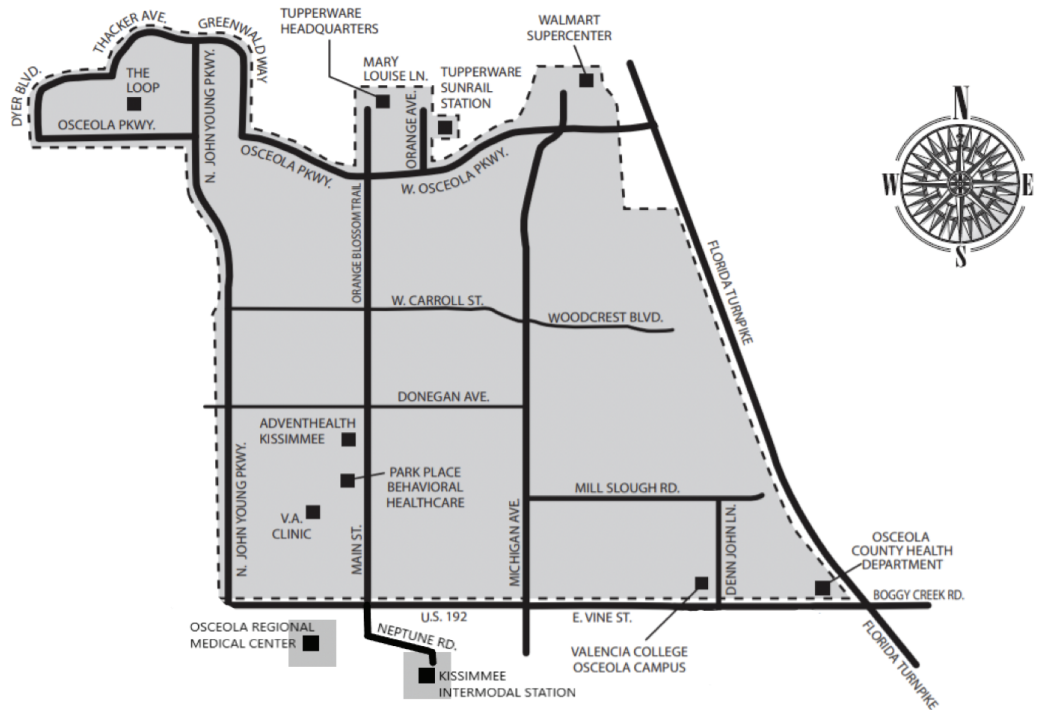 TUPPERWARE
HEADQUARTERS
WALMART
SUPERCENTER
THACKER AVE.
GREENWALD
WAY
DYER BLVD.
THE
LOOP
OSCEOLA PKWY.
N. JOHN YOUNG PKWY.
MARY
LOUISE LN.
TUPPERWARE
SUNRAIL
STATION
ORANGE AVE.
OSCEOLA PKWY.
W. OSCEOLA PKWY.
N
W
E
S
ORANGE BLOSSOM TRAIL
FLORIDA TURNPIKE
W. CARROLL ST.
WOODCREST BLVD.
DONEGAN AVE.
ADVENTHEALTH
KISSIMMEE
PARK PLACE
BEHAVIORAL
HEALTHCARE
V.A.
CLINIC
N. JOHN YOUNG PKWY.
MAIN ST.
MICHIGAN AVE.
MILL SLOUGH RD.
DENN JOHN LN.
OSCEOLA
COUNTY HEALTH
DEPARTMENT
BOGGY CREEK RD.
U.S. 192
E. VINE ST.
OSCEOLA REGIONAL
MEDICAL CENTER
NEPTUNE RD.
VALENCIA COLLEGE
OSCEOLA CAMPUS
KISSIMMEE
INTERMODAL STATION
FLORIDA TURNPIKE